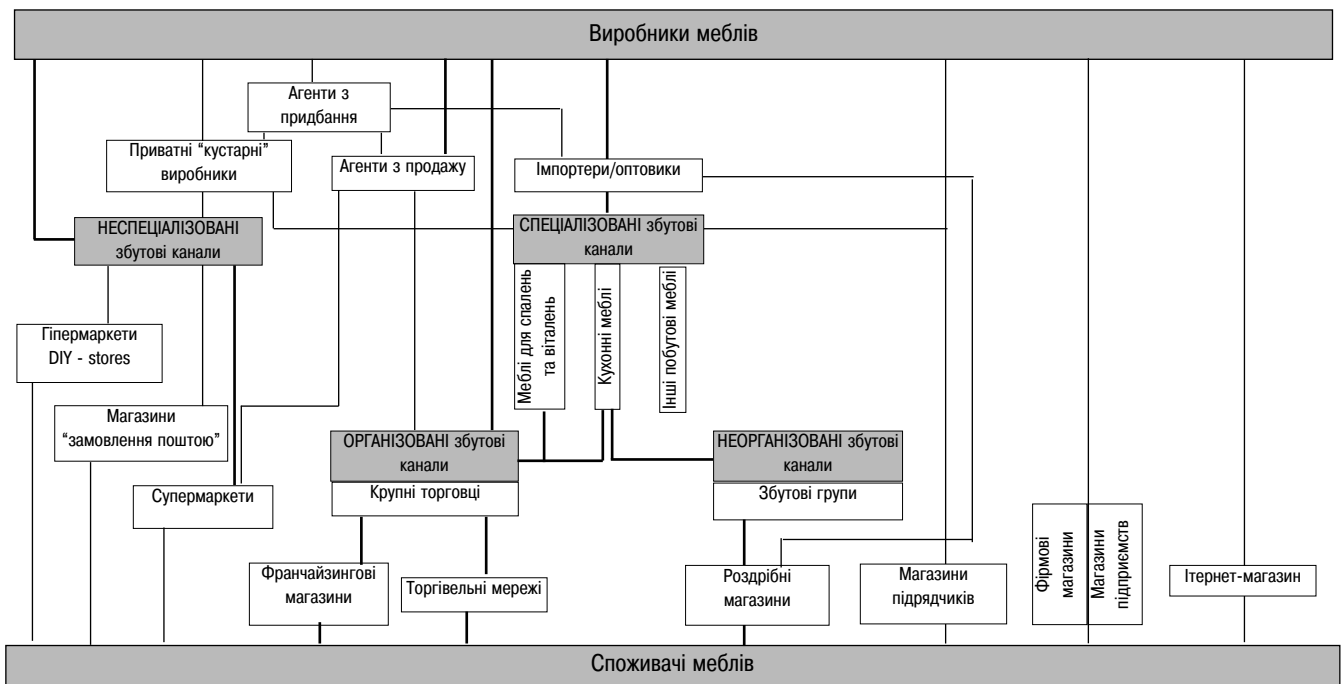 Виробники меблів
Агенти з
придбання
Приватні “кустарні”
виробники
Агенти з продажу
Імпортери/оптовики
НЕСПЕЦІАЛІЗОВАНІ
збутові канали
СПЕЦІАЛІЗОВАНІ збутові
канали
Меблі для спалень
та віталень
Кухонні меблі
Інші побутові меблі
Гіпермаркети
DIY - stores
Магазини
“замовлення поштою”
ОРГАНІЗОВАНІ збутові
канали
НЕОРГАНІЗОВАНІ збутові
канали
Супермаркети
Крупні торговці
Збутові групи
Фірмові
магазини
Магазини
підприємств
Франчайзингові
магазини
Торгівельні мережі
Роздрібні
магазини
Магазини
підрядчиків
Ітернет-магазин
Споживачі меблів